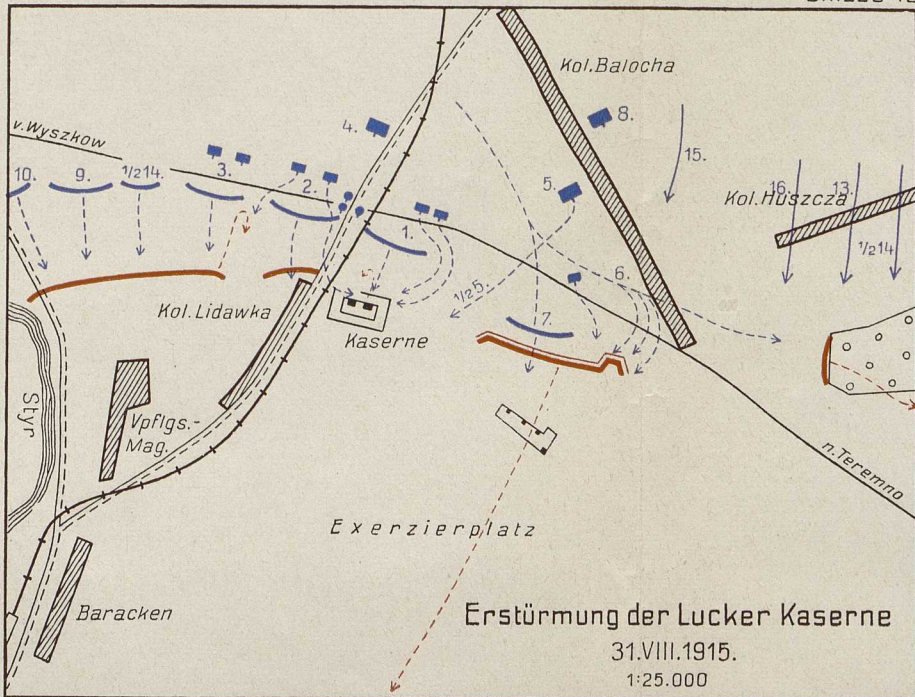 Kol.Balocha
4.
8.
v.Wyszkow
15.
10.
9.
1/2 14.
3.
2.
5.
16.
13.
Kol.Huszcza
1.
1/2 14
6.
1/2 5.
Kol.Lidawka
7.
Kaserne
Styr
Vpflgs.-
Mag.
n.Teremno
Exerzierplatz
Baracken
Erstürmung der Lucker Kaserne
31.VIII.1915.
1:25.000